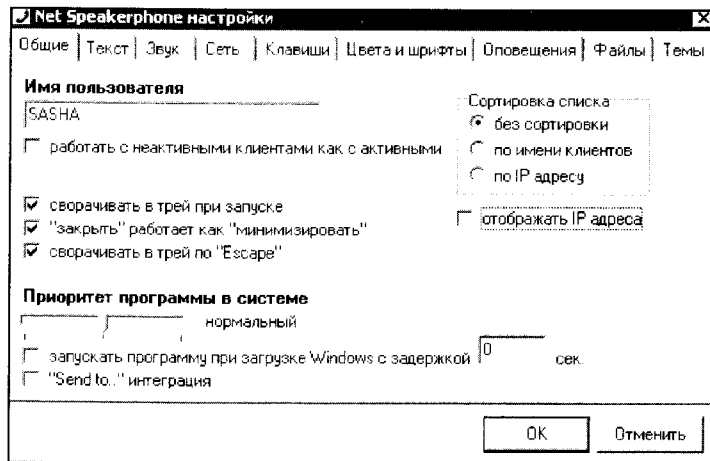 Net Speakerphone настройки
Общие Текст Звук Сеть Клавиши Цвета и шрифты Оповещения Файлы Темы
Имя пользователя
SASHA
работать с неактивными клиентами как с активными
Сортировка списка
без сортировки
по имени клиентов
по IP адресу
сворачивать в трей при запуске
"закрыть" работает как "минимизировать"
сворачивать в трей по "Escape"
отображать IP адреса
Приоритет программы в системе
нормальный
запускать программу при загрузке Windows с задержкой 0 сек.
"Send to.." интеграция
OK Отменить